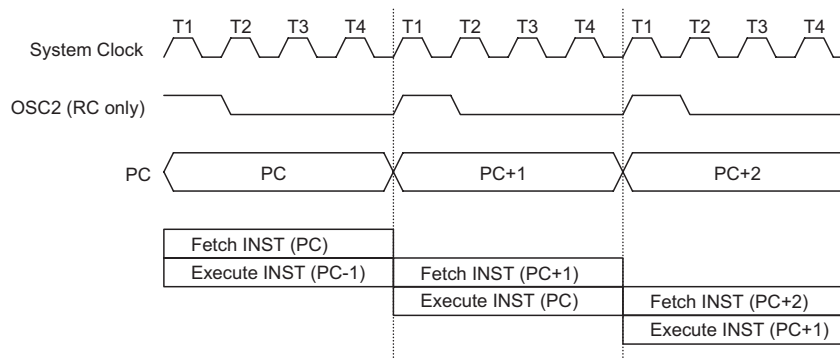 T1 T2 T3 T4 T1 T2 T3 T4 T1 T2 T3 T4
System Clock
OSC2 (RC only)
PC PC PC+1 PC+2
Fetch INST (PC)
Execute INST (PC-1) Fetch INST (PC+1)
Execute INST (PC) Fetch INST (PC+2)
Execute INST (PC+1)